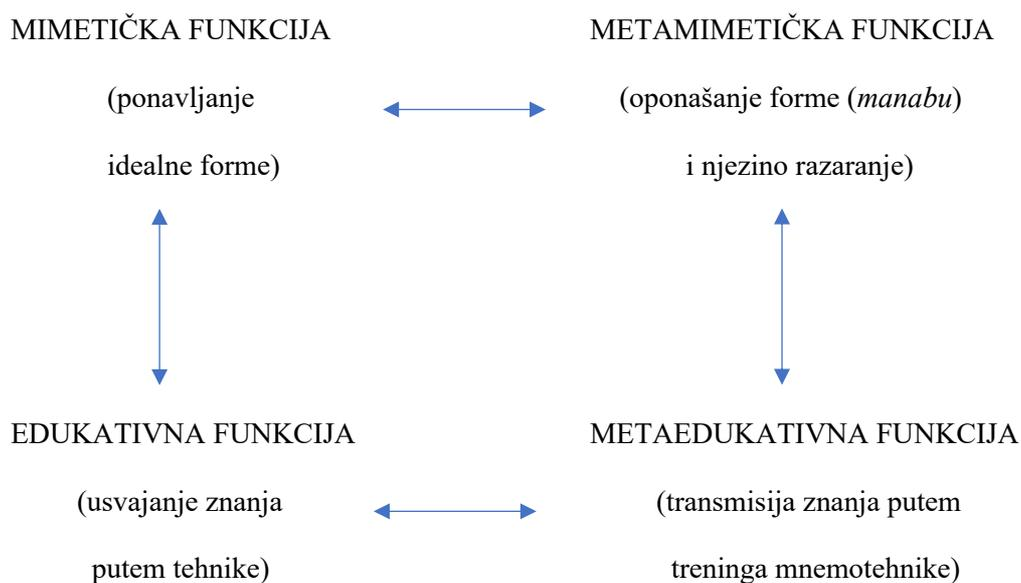 MIMETIČKA FUNKCIJA
(ponavljanje
idealne forme)
METAMIMETIČKA FUNKCIJA
(oponašanje forme (manabu)
i njezino razaranje)
EDUKATIVNA FUNKCIJA
(usvajanje znanja
putem tehnike)
METAEDUKATIVNA FUNKCIJA
(transmisija znanja putem
treninga mnemotehnike)